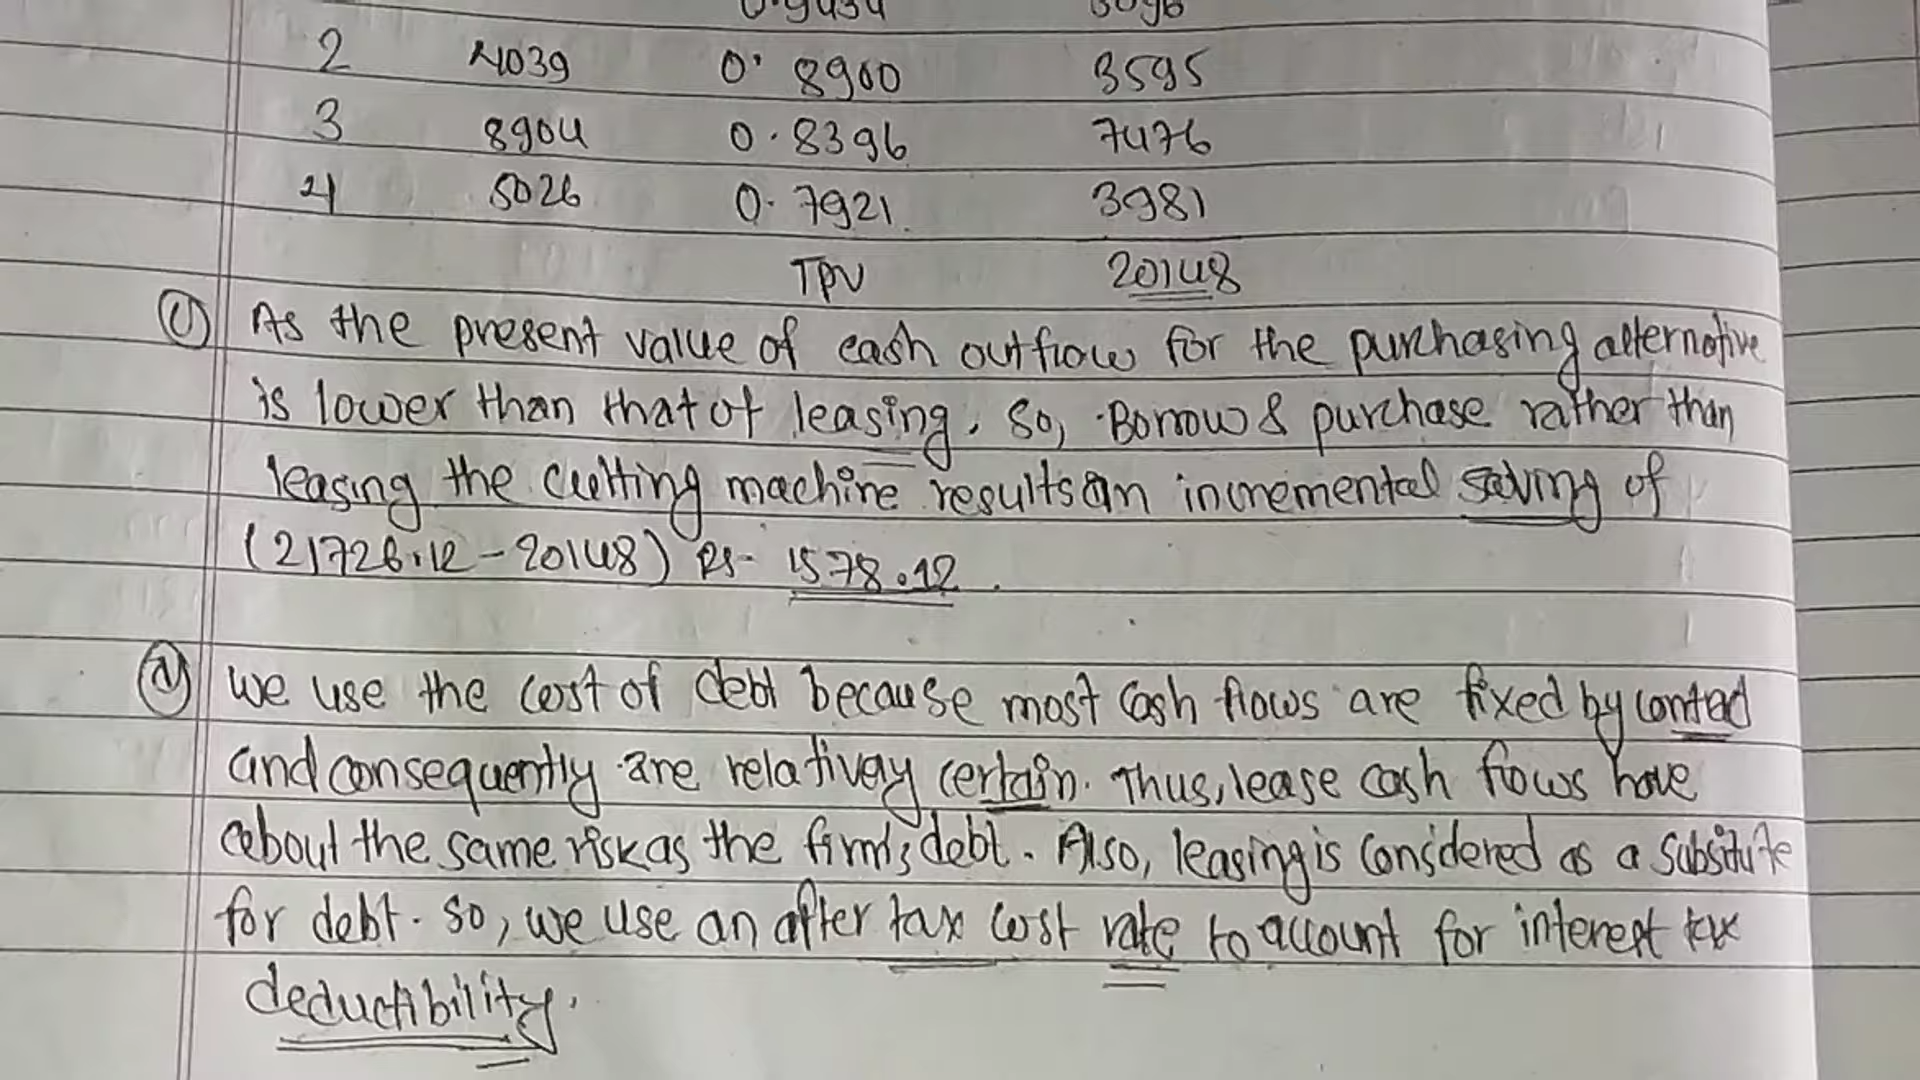 0.9434 5096
2 4039 0.8900 3595
3 8904 0.8396 7476
4 5026 0.7921 3981
TPV 20148
(c) As the present value of cash outflow for the purchasing alternative
is lower than that of leasing. So, Borrow & purchase rather than
leasing the cutting machine results an incremental saving of
(21726.12 - 20148) Rs- 1578.12.
(d) We use the cost of debt because most cash flows are fixed by contract
and consequently are relatively certain. Thus, lease cash flows have
about the same risk as the firm's debt. Also, leasing is considered as a subsitute
for debt. So, we use an after tax cost rate to account for interest tax
deductibility.